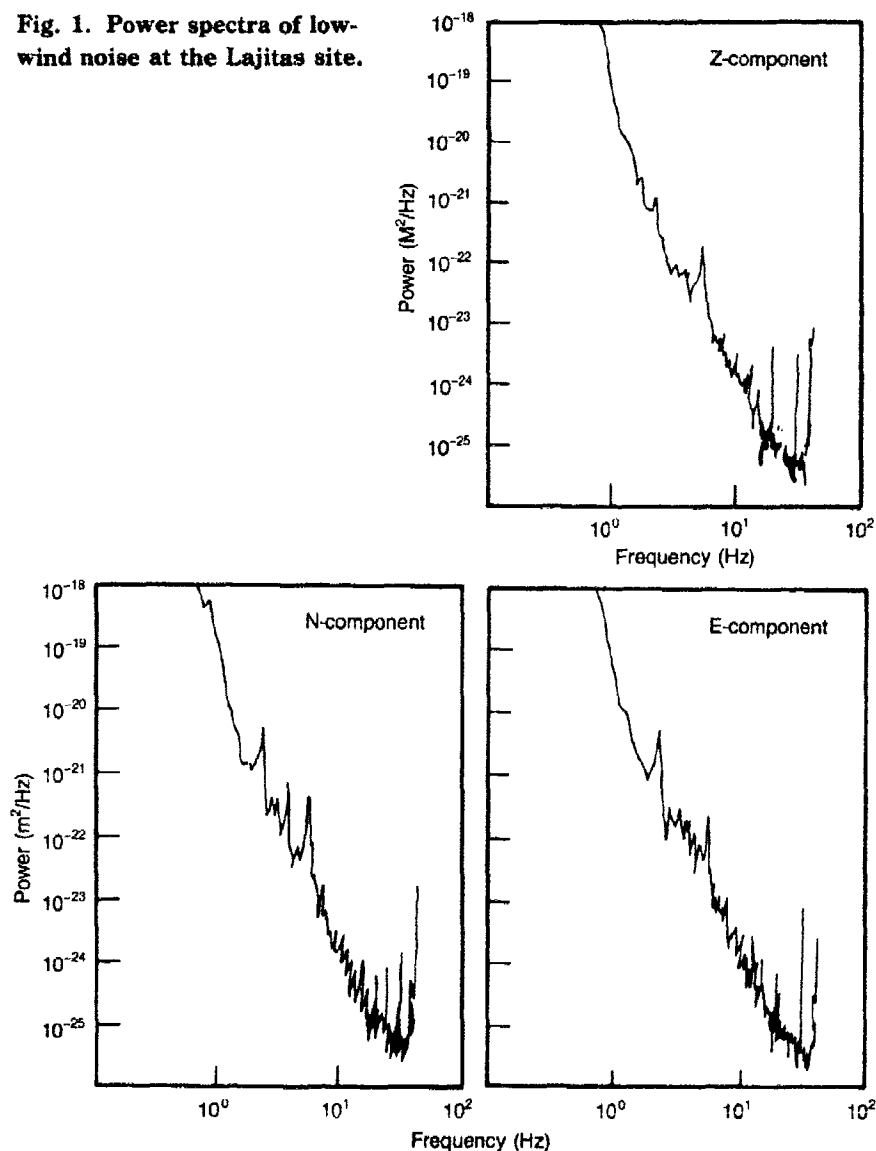 Fig. 1. Power spectra of low-
wind noise at the Lajitas site.
Z-component
10⁻¹⁸
10⁻¹⁹
10⁻²⁰
10⁻²¹
10⁻²²
10⁻²³
10⁻²⁴
10⁻²⁵
Power (M²/Hz)
10⁰
10¹
10²
Frequency (Hz)
N-component
10⁻¹⁸
10⁻¹⁹
10⁻²⁰
10⁻²¹
10⁻²²
10⁻²³
10⁻²⁴
10⁻²⁵
Power (m²/Hz)
10⁰
10¹
10²
E-component
10⁰
10¹
10²
Frequency (Hz)